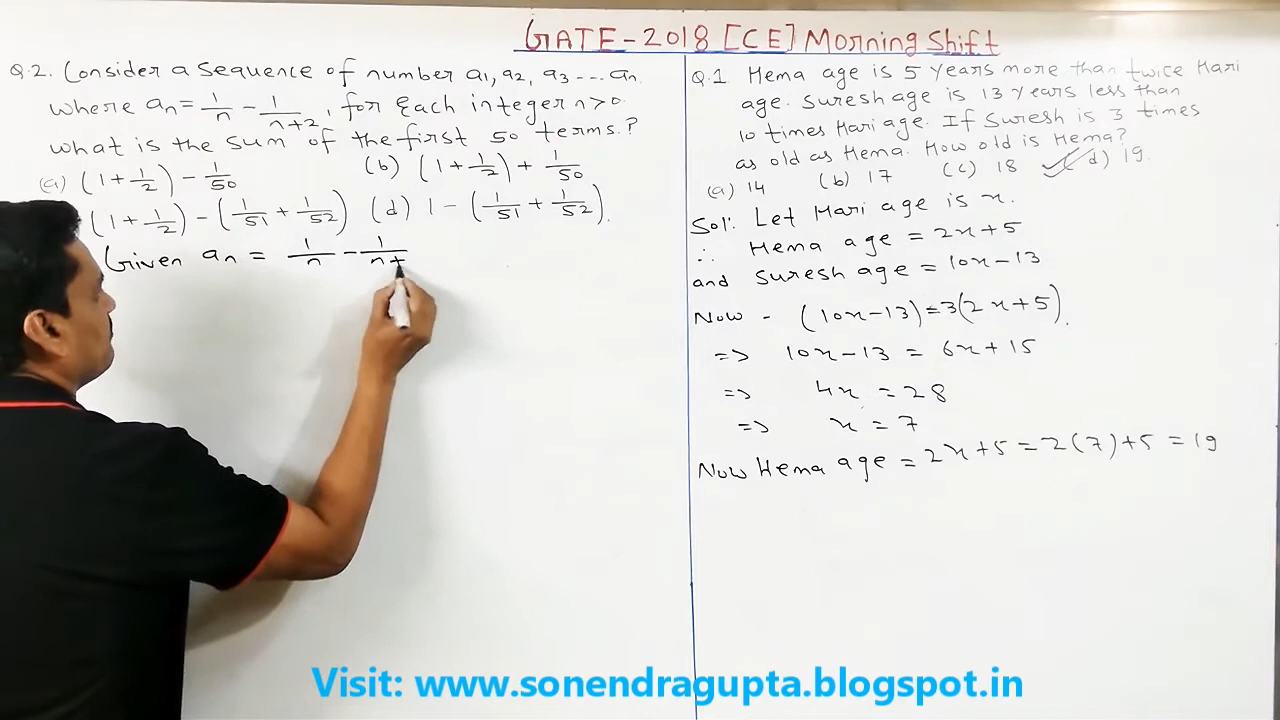 GATE-2018 [CE] Morning Shift
Q.2. Consider a sequence of number a₁, a₂, a₃ --- aₙ.
where aₙ = 1/n - 1/n+2, for each integer n>0.
what is the sum of the first 50 terms.?
(a) (1+1/2) - 1/50 (b) (1+1/2) + 1/50
(1+1/2) - (1/51 + 1/52) (d) 1 - (1/51 + 1/52).
Given aₙ = 1/n - 1/n+
Q.1. Hema age is 5 years more than twice Hari
age. Suresh age is 13 years less than
10 times Hari age. If Suresh is 3 times
as old as Hema. How old is Hema?
(a) 14 (b) 17 (c) 18 ✓(d) 19.
Sol: Let Hari age is x.
∴ Hema age = 2x+5
and Suresh age = 10x-13
Now - (10x-13) = 3(2x+5).
=> 10x-13 = 6x+15
=> 4x = 28
=> x = 7
Now Hema age = 2x+5 = 2(7)+5 = 19
Visit: www.sonendragupta.blogspot.in